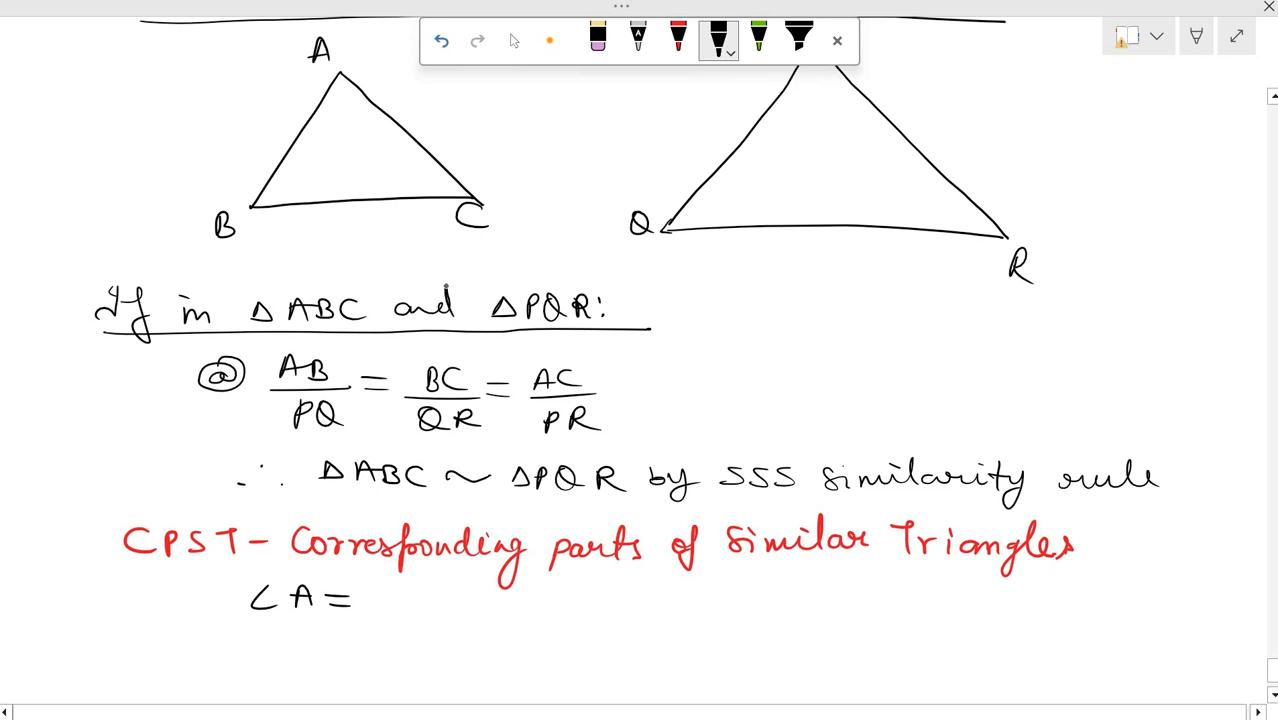 A
B
C
Q
R
If in △ABC and △PQR:
ⓐ AB/PQ = BC/QR = AC/PR
∴ △ABC ~ △PQR by SSS similarity rule
CPST - Corresponding parts of Similar Triangles
∠A =